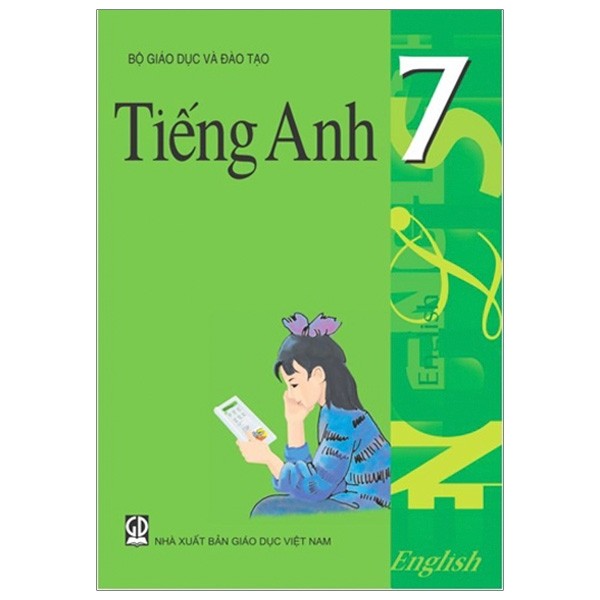 BỘ GIÁO DỤC VÀ ĐÀO TẠO
Tiếng Anh 7
ENGLISH
English
English
GD
NHÀ XUẤT BẢN GIÁO DỤC VIỆT NAM